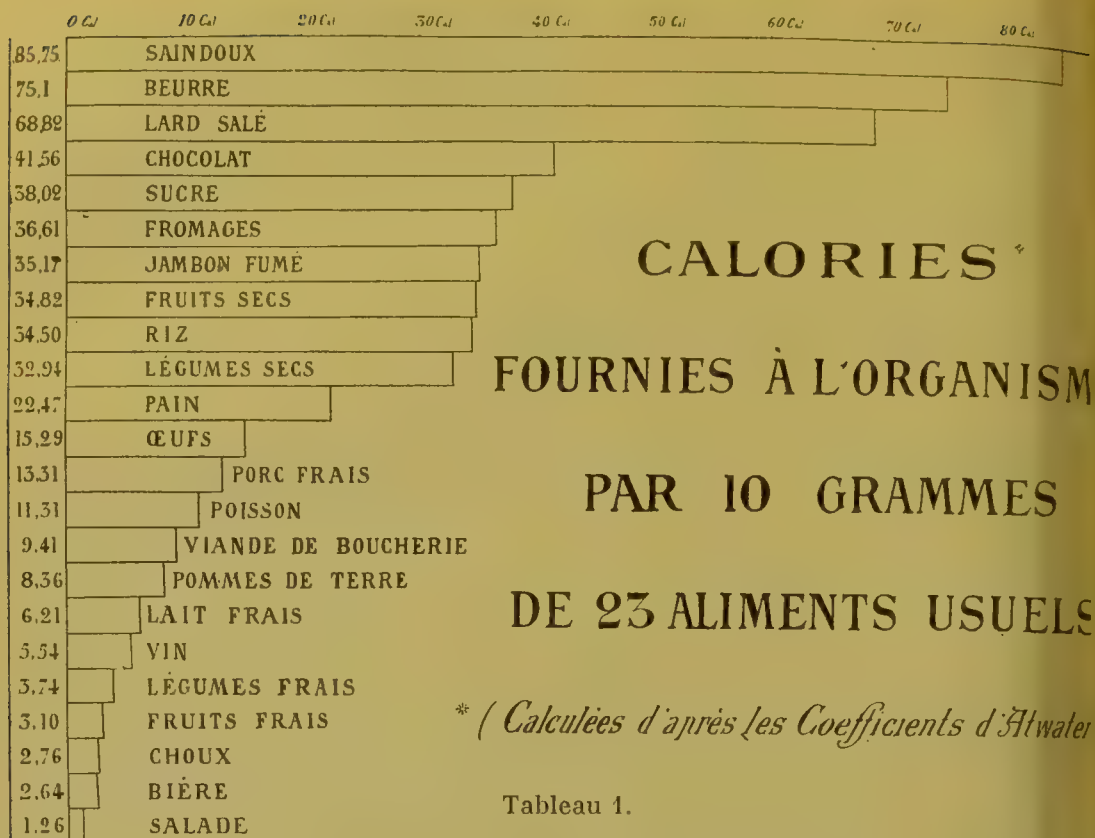 0 Cal 10 Cal 20 Cal 30 Cal 40 Cal 50 Cal 60 Cal 70 Cal 80 Cal
85,75 SAINDOUX
75,1 BEURRE
68,82 LARD SALÉ
41,56 CHOCOLAT
38,02 SUCRE
36,61 FROMAGES
35,17 JAMBON FUMÉ
34,82 FRUITS SECS
34,50 RIZ
32,94 LÉGUMES SECS
22,47 PAIN
15,29 ŒUFS
13,31 PORC FRAIS
11,31 POISSON
9,41 VIANDE DE BOUCHERIE
8,36 POMMES DE TERRE
6,21 LAIT FRAIS
5,54 VIN
3,74 LÉGUMES FRAIS
3,10 FRUITS FRAIS
2,76 CHOUX
2,64 BIÈRE
1,26 SALADE
CALORIES*
FOURNIES À L'ORGANISM
PAR 10 GRAMMES
DE 23 ALIMENTS USUELS
* (Calculées d'après les Coefficients d'Atwater
Tableau 1.